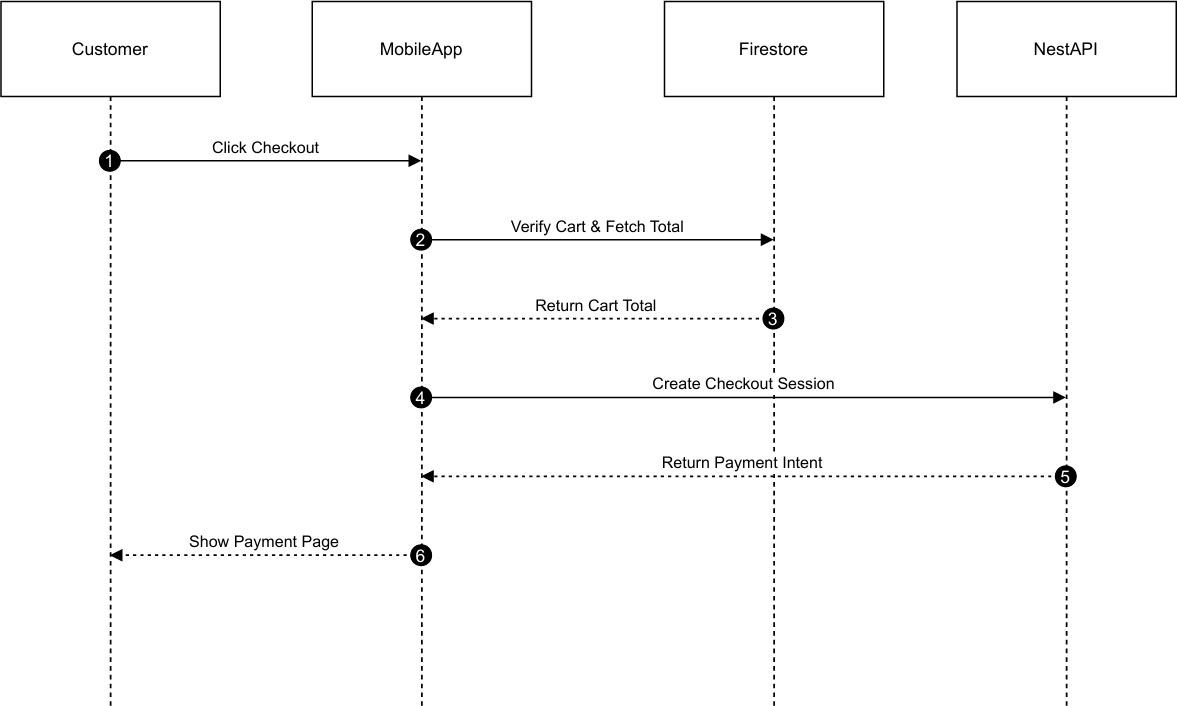 Customer
MobileApp
Firestore
NestAPI
Click Checkout
1
Verify Cart & Fetch Total
2
Return Cart Total
3
Create Checkout Session
4
Return Payment Intent
5
Show Payment Page
6